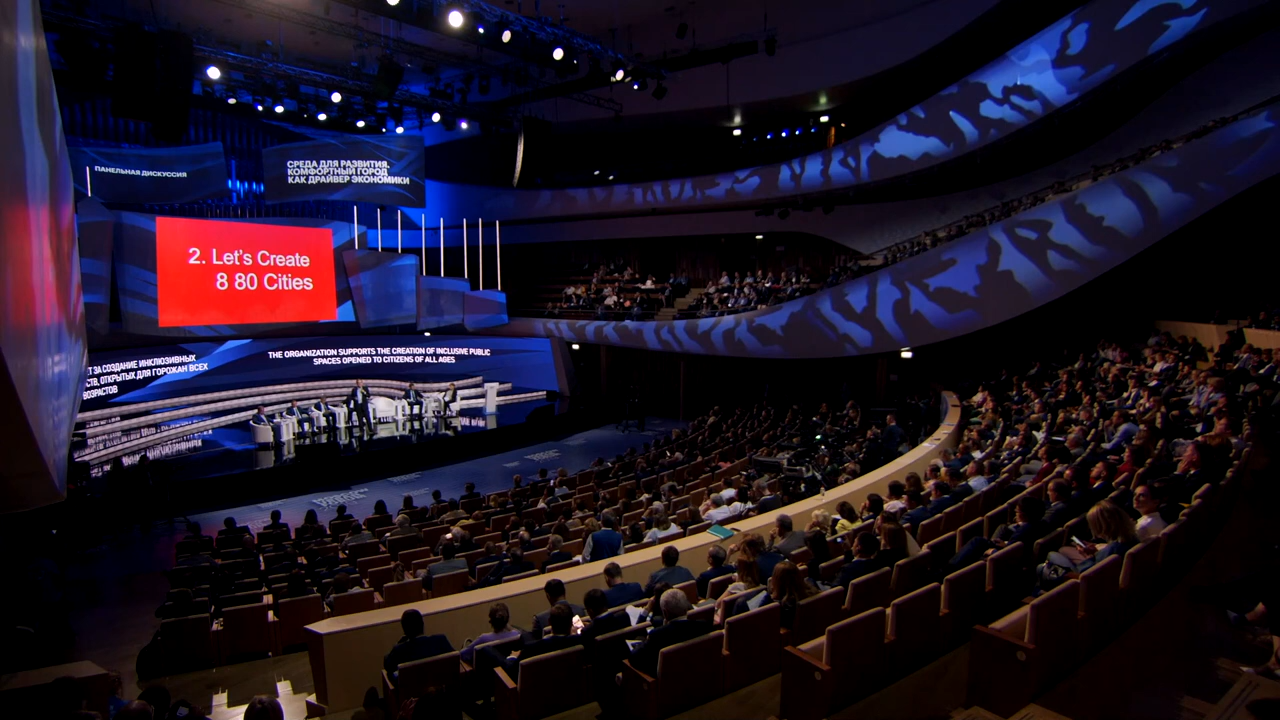 ПАНЕЛЬНАЯ ДИСКУССИЯ
СРЕДА ДЛЯ РАЗВИТИЯ.
КОМФОРТНЫЙ ГОРОД
КАК ДРАЙВЕР ЭКОНОМИКИ
2. Let's Create
8 80 Cities
Т ЗА СОЗДАНИЕ ИНКЛЮЗИВНЫХ
СТВ, ОТКРЫТЫХ ДЛЯ ГОРОЖАН ВСЕХ
ВОЗРАСТОВ
THE ORGANIZATION SUPPORTS THE CREATION OF INCLUSIVE PUBLIC
SPACES OPENED TO CITIZENS OF ALL AGES